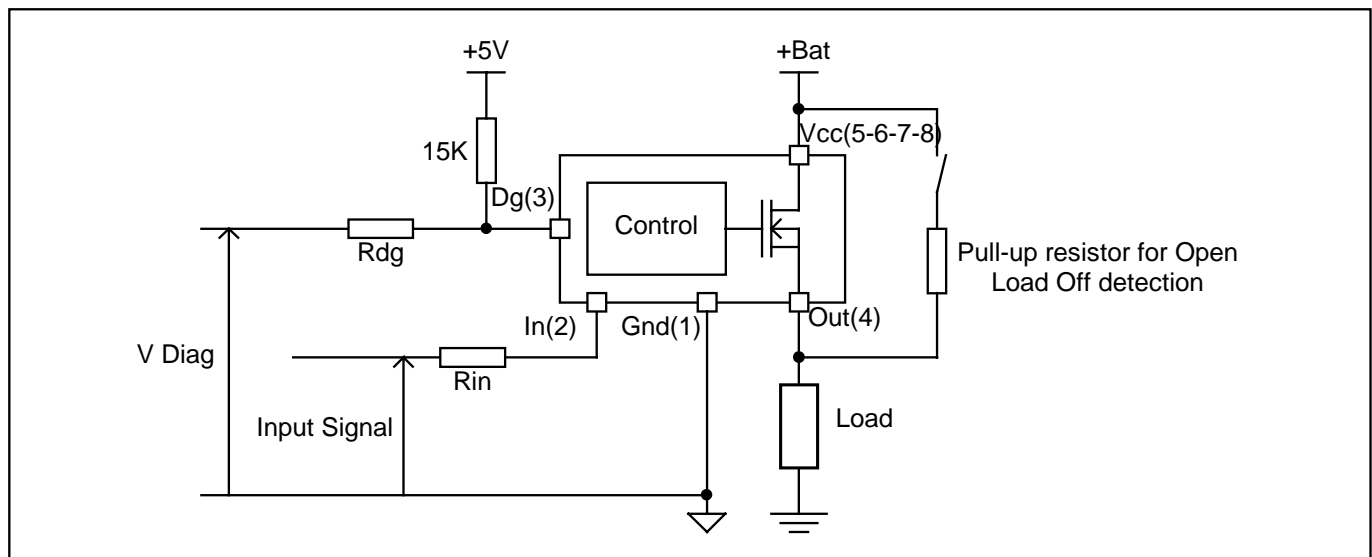 +5V
+Bat
Vcc(5-6-7-8)
15K
Dg(3)
Control
Rdg
Pull-up resistor for Open
Load Off detection
In(2)
Gnd(1)
Out(4)
V Diag
Rin
Input Signal
Load